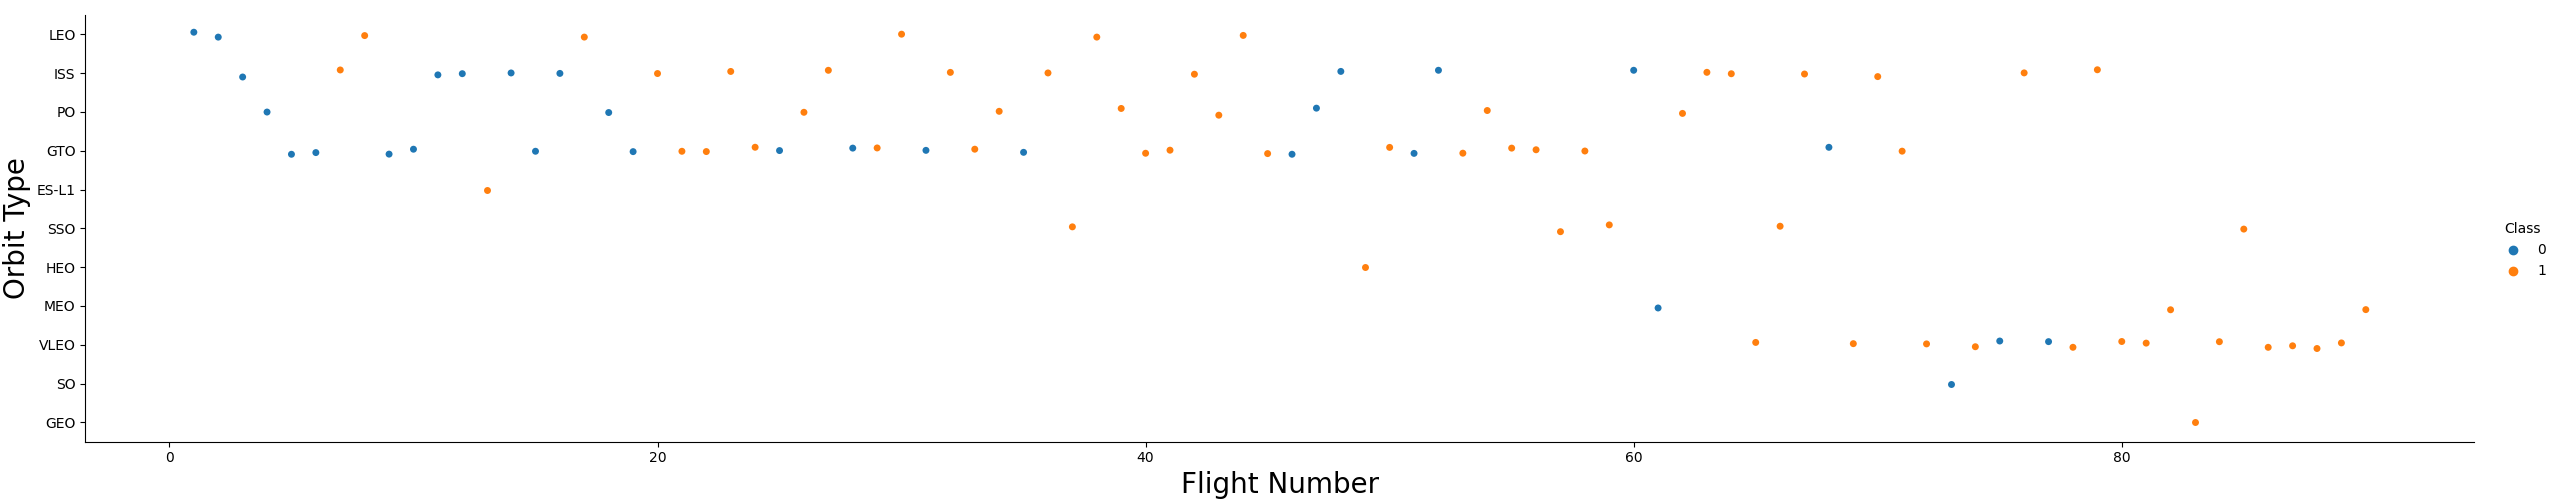 Orbit Type
LEO
ISS
PO
GTO
ES-L1
SSO
HEO
MEO
VLEO
SO
GEO
0 20 40 60 80
Flight Number
Class
0
1